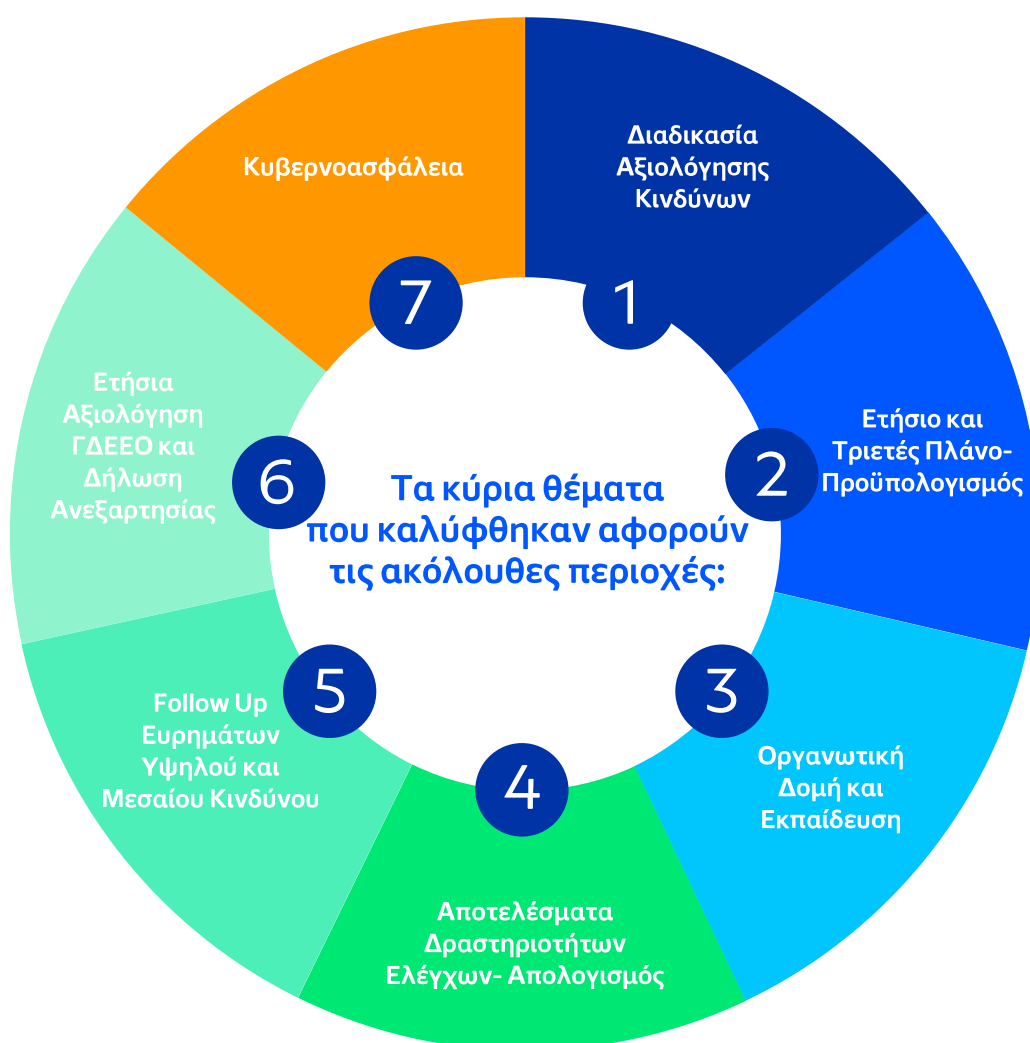 Τα κύρια θέματα
που καλύφθηκαν αφορούν
τις ακόλουθες περιοχές:
1
Διαδικασία
Αξιολόγησης
Κινδύνων
2
Ετήσιο και
Τριετές Πλάνο-
Προϋπολογισμός
3
Οργανωτική
Δομή και
Εκπαίδευση
4
Αποτελέσματα
Δραστηριοτήτων
Ελέγχων- Απολογισμός
5
Follow Up
Ευρημάτων
Υψηλού και
Μεσαίου Κινδύνου
6
Ετήσια
Αξιολόγηση
ΓΔΕΕΟ και
Δήλωση
Ανεξαρτησίας
7
Κυβερνοασφάλεια